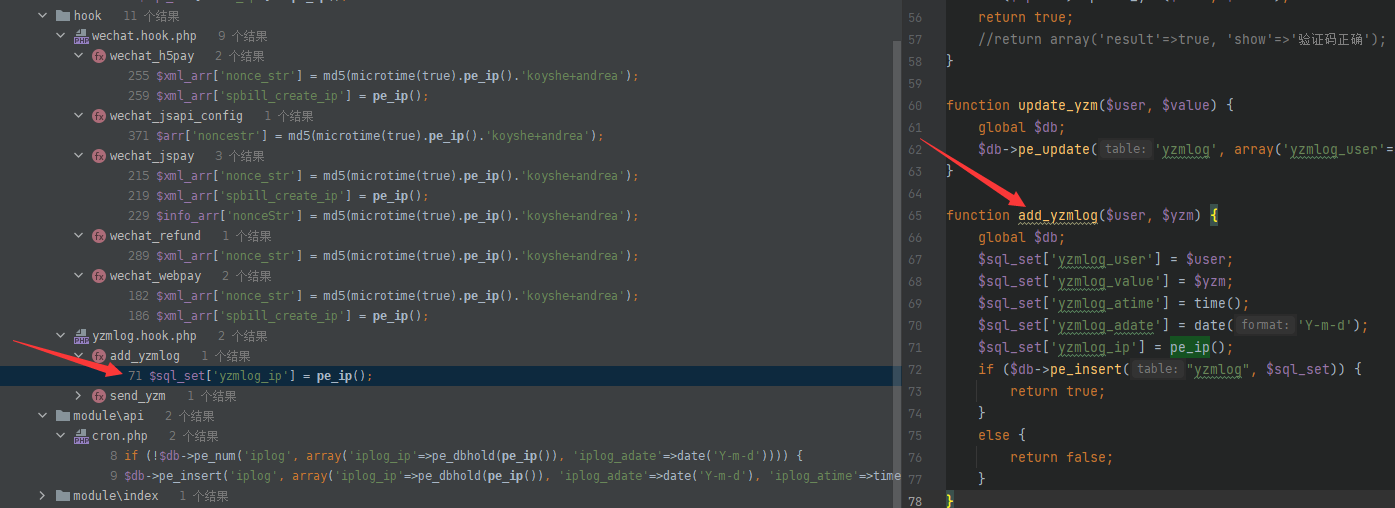 hook 11 个结果
wechat.hook.php 9 个结果
wechat_h5pay 2 个结果
255 $xml_arr['nonce_str'] = md5(microtime(true).pe_ip().'koyshe+andrea');
259 $xml_arr['spbill_create_ip'] = pe_ip();
wechat_jsapi_config 1 个结果
371 $arr['noncestr'] = md5(microtime(true).pe_ip().'koyshe+andrea');
wechat_jspay 3 个结果
215 $xml_arr['nonce_str'] = md5(microtime(true).pe_ip().'koyshe+andrea');
219 $xml_arr['spbill_create_ip'] = pe_ip();
229 $info_arr['nonceStr'] = md5(microtime(true).pe_ip().'koyshe+andrea');
wechat_refund 1 个结果
289 $xml_arr['nonce_str'] = md5(microtime(true).pe_ip().'koyshe+andrea');
wechat_webpay 2 个结果
182 $xml_arr['nonce_str'] = md5(microtime(true).pe_ip().'koyshe+andrea');
186 $xml_arr['spbill_create_ip'] = pe_ip();
yzmlog.hook.php 2 个结果
add_yzmlog 1 个结果
71 $sql_set['yzmlog_ip'] = pe_ip();
send_yzm 1 个结果
module\api 2 个结果
cron.php 2 个结果
8 if (!$db->pe_num('iplog', array('iplog_ip'=>pe_dbhold(pe_ip()), 'iplog_adate'=>date('Y-m-d')))) {
9 $db->pe_insert('iplog', array('iplog_ip'=>pe_dbhold(pe_ip()), 'iplog_adate'=>date('Y-m-d'), 'iplog_atime'=>time
module\index 1 个结果
56 return true;
57 //return array('result'=>true, 'show'=>'验证码正确');
58 }
59
60 function update_yzm($user, $value) {
61 global $db;
62 $db->pe_update( table: 'yzmlog', array('yzmlog_user'=
63 }
64
65 function add_yzmlog($user, $yzm) {
66 global $db;
67 $sql_set['yzmlog_user'] = $user;
68 $sql_set['yzmlog_value'] = $yzm;
69 $sql_set['yzmlog_atime'] = time();
70 $sql_set['yzmlog_adate'] = date( format: 'Y-m-d');
71 $sql_set['yzmlog_ip'] = pe_ip();
72 if ($db->pe_insert( table: "yzmlog", $sql_set)) {
73 return true;
74 }
75 else {
76 return false;
77 }
78 }